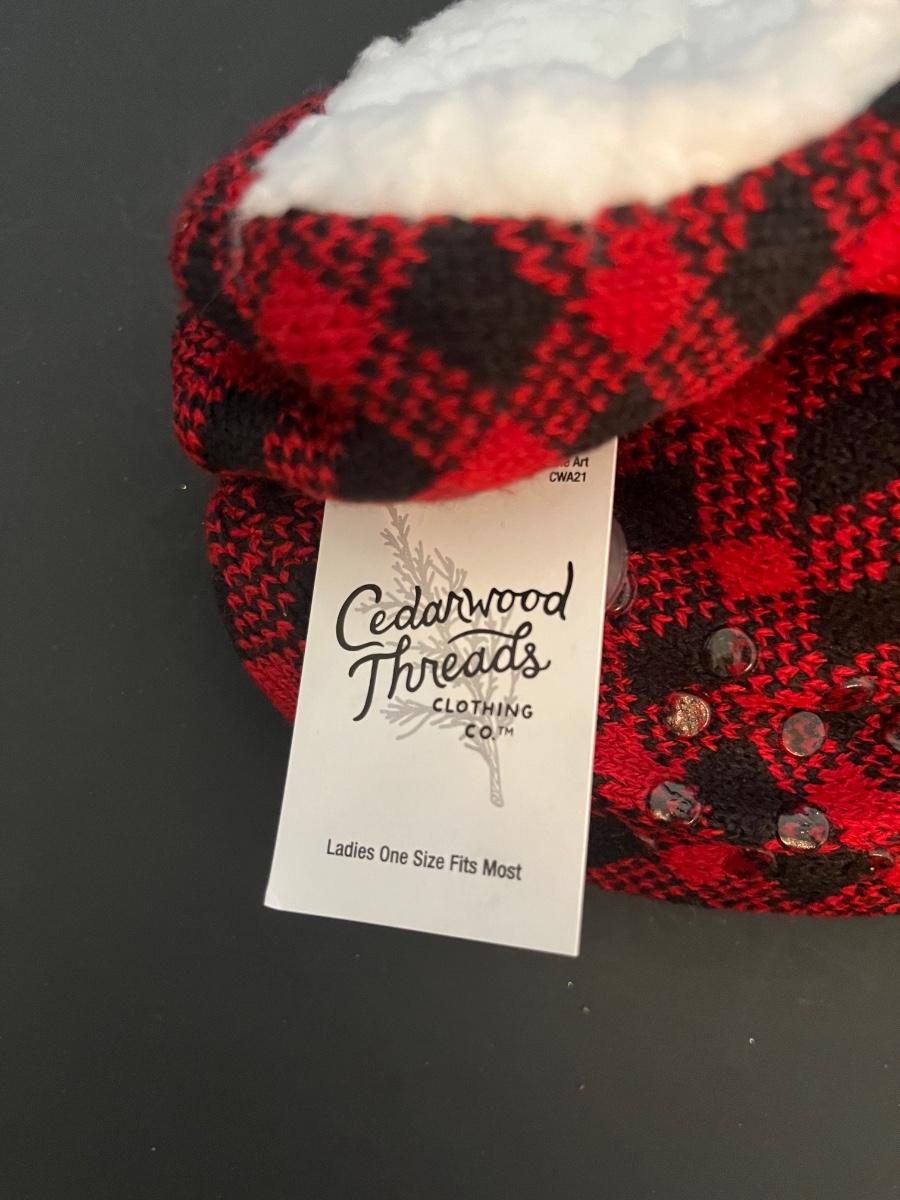 Art
CWA21
Cedarwood
Threads
CLOTHING
CO.™
Ladies One Size Fits Most